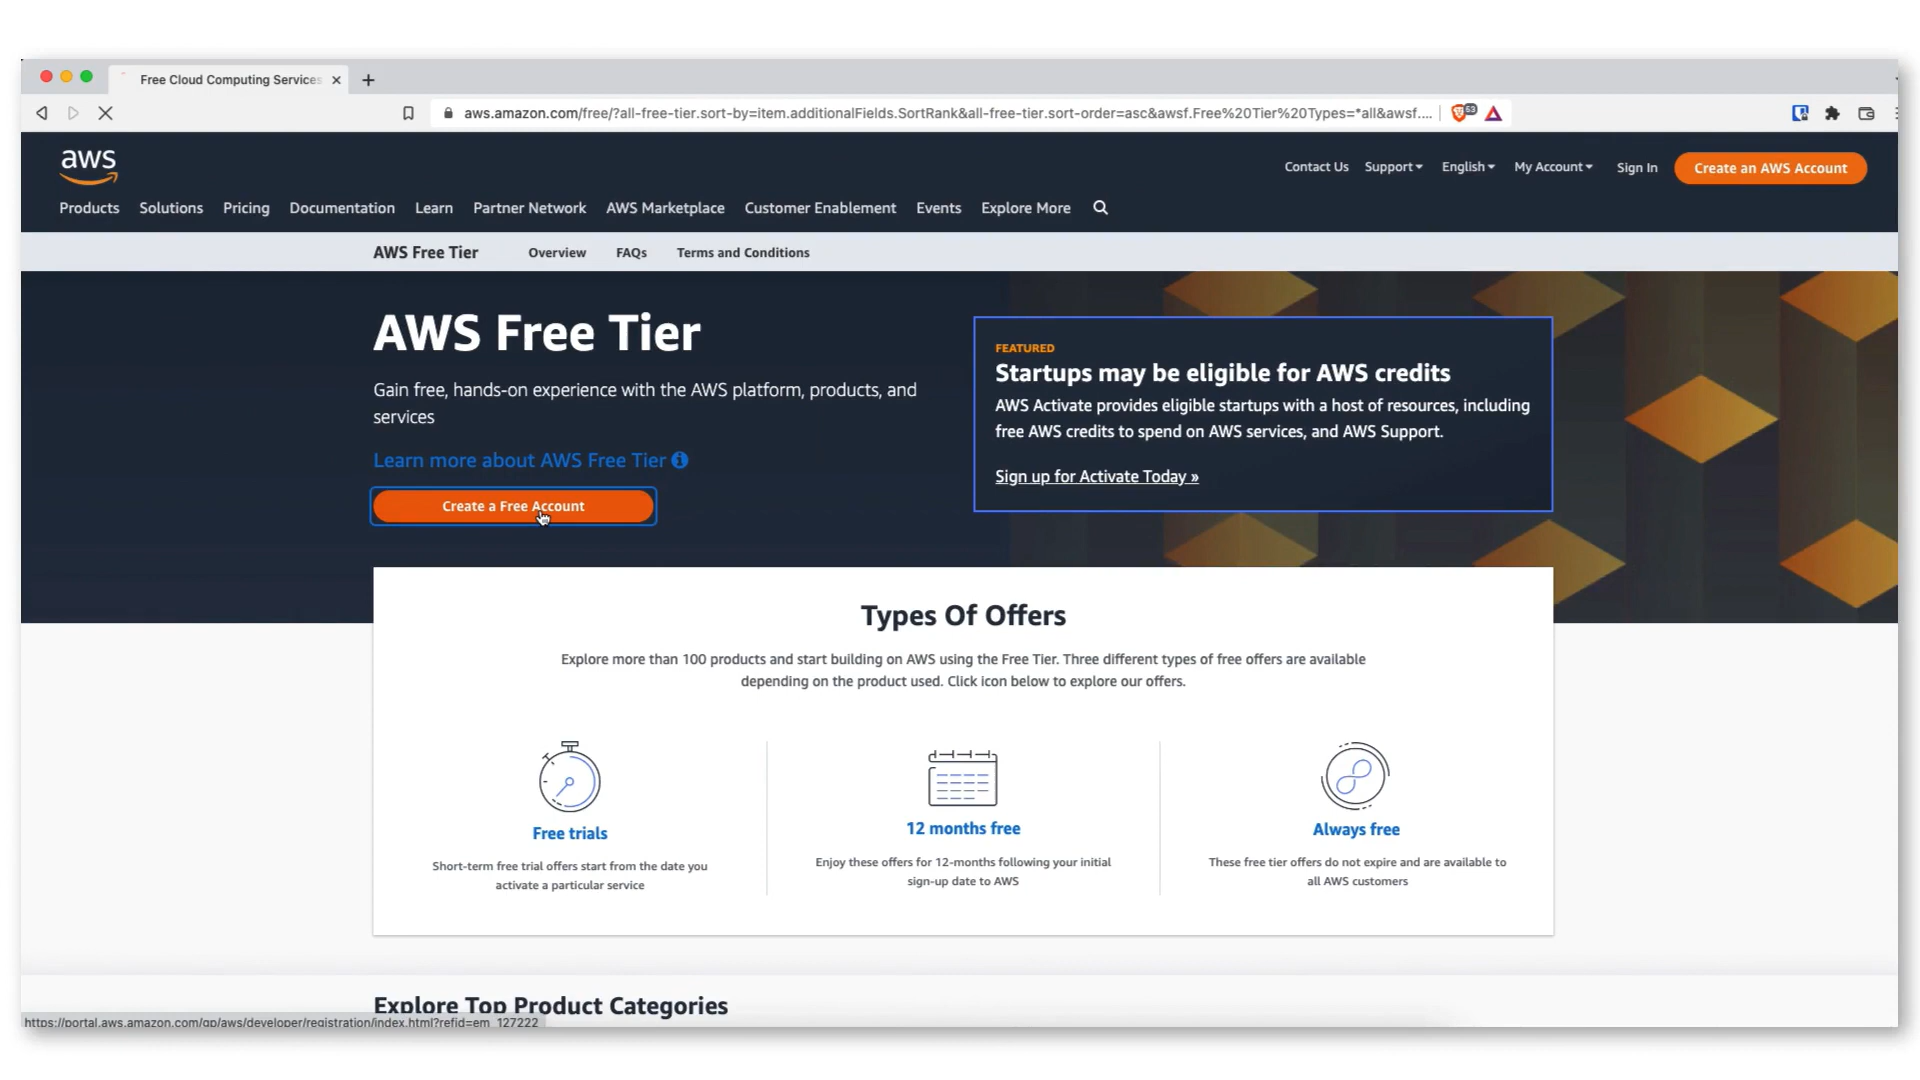 Free Cloud Computing Services
aws.amazon.com/free/?all-free-tier.sort-by=item.additionalFields.SortRank&all-free-tier.sort-order=asc&awsf.Free%20Tier%20Types=*all&awsf....
53
aws
Contact Us Support English My Account Sign In Create an AWS Account
Products Solutions Pricing Documentation Learn Partner Network AWS Marketplace Customer Enablement Events Explore More
AWS Free Tier Overview FAQs Terms and Conditions
AWS Free Tier
Gain free, hands-on experience with the AWS platform, products, and
services
Learn more about AWS Free Tier
Create a Free Account
FEATURED
Startups may be eligible for AWS credits
AWS Activate provides eligible startups with a host of resources, including
free AWS credits to spend on AWS services, and AWS Support.
Sign up for Activate Today »
Types Of Offers
Explore more than 100 products and start building on AWS using the Free Tier. Three different types of free offers are available
depending on the product used. Click icon below to explore our offers.
Free trials
Short-term free trial offers start from the date you
activate a particular service
12 months free
Enjoy these offers for 12-months following your initial
sign-up date to AWS
Always free
These free tier offers do not expire and are available to
all AWS customers
Explore Top Product Categories
https://portal.aws.amazon.com/gp/aws/developer/registration/index.html?refid=em_127222